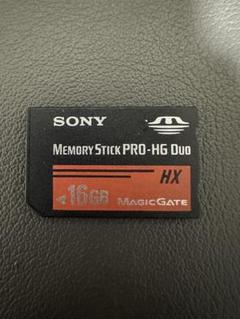 SONY
MEMORY STICK PRO-HG DUO
HX
16GB MAGICGATE